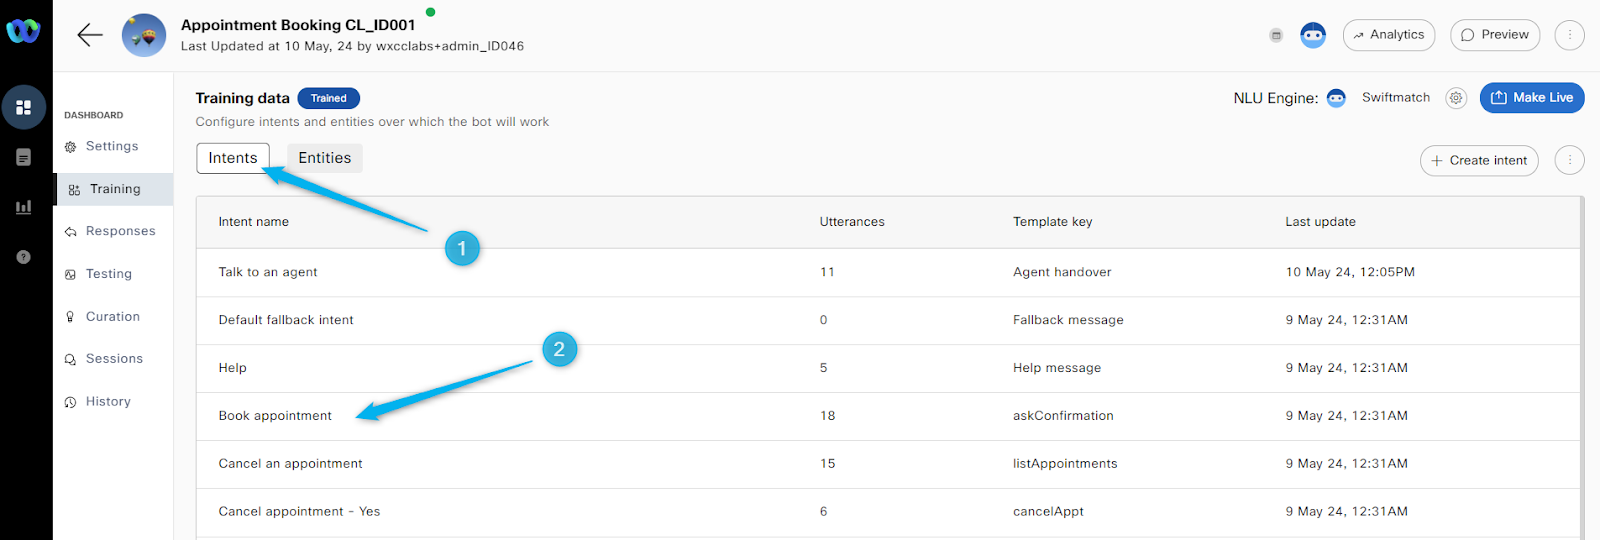 Appointment Booking CL_ID001
Last Updated at 10 May, 24 by wxcclabs+admin_ID046
Analytics
Preview
DASHBOARD
Settings
Training
Responses
Testing
Curation
Sessions
History
Training data Trained
Configure intents and entities over which the bot will work
NLU Engine: Swiftmatch
Make Live
Intents Entities
+ Create intent
1
Intent name Utterances Template key Last update
Talk to an agent 11 Agent handover 10 May 24, 12:05PM
Default fallback intent 0 Fallback message 9 May 24, 12:31AM
2
Help 5 Help message 9 May 24, 12:31AM
Book appointment 18 askConfirmation 9 May 24, 12:31AM
Cancel an appointment 15 listAppointments 9 May 24, 12:31AM
Cancel appointment - Yes 6 cancelAppt 9 May 24, 12:31AM